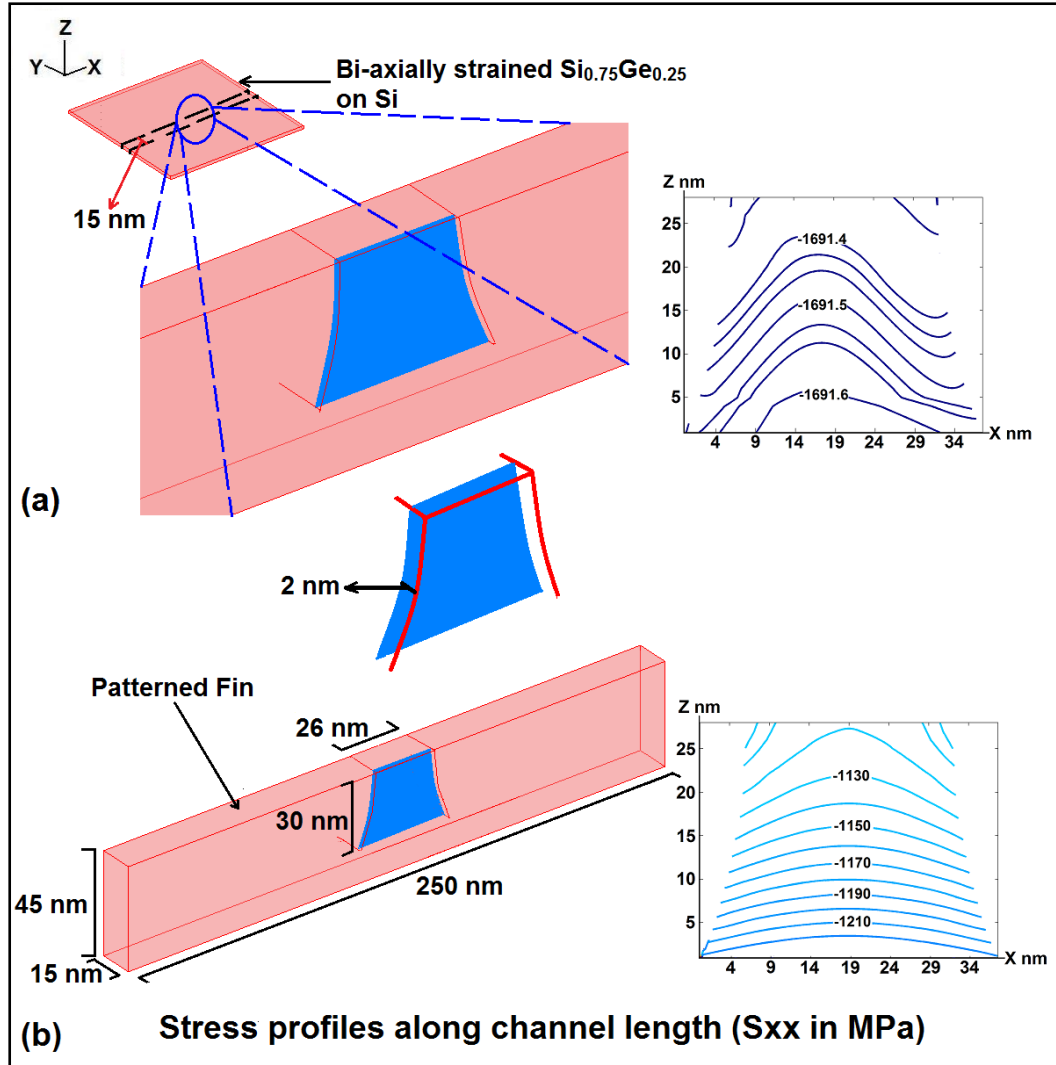 Z
Y X
Bi-axially strained Si₀.₇₅Ge₀.₂₅
on Si
15 nm
(a)
Z nm
25
20
15
10
5
-1691.4
-1691.5
-1691.6
4 9 14 19 24 29 34
X nm
2 nm
Patterned Fin
26 nm
30 nm
250 nm
45 nm
15 nm
Z nm
25
20
15
10
5
-1130
-1150
-1170
-1190
-1210
4 9 14 19 24 29 34
X nm
(b) Stress profiles along channel length (Sxx in MPa)